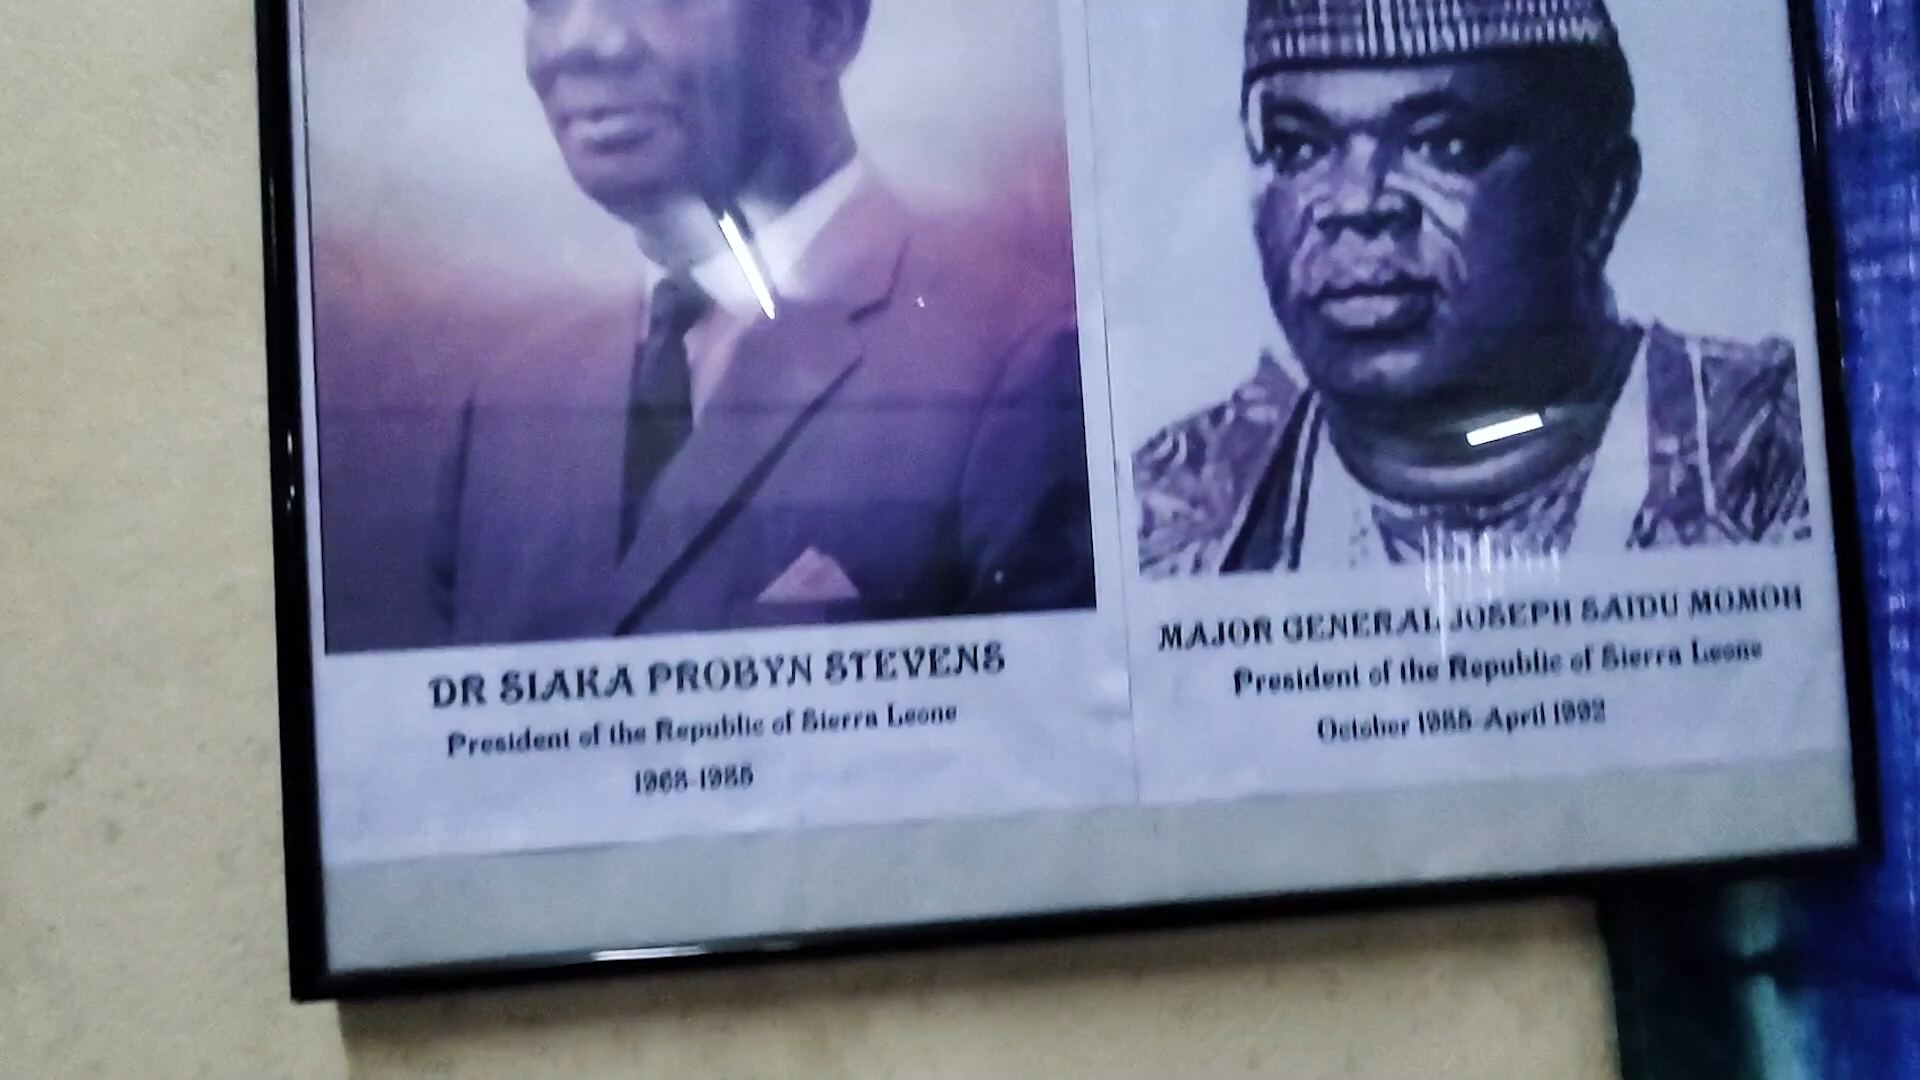 DR SIAKA PROBYN STEVENS
President of the Republic of Sierra Leone
1968-1985
MAJOR GENERAL JOSEPH SAIDU MOMOH
President of the Republic of Sierra Leone
October 1985-April 1992